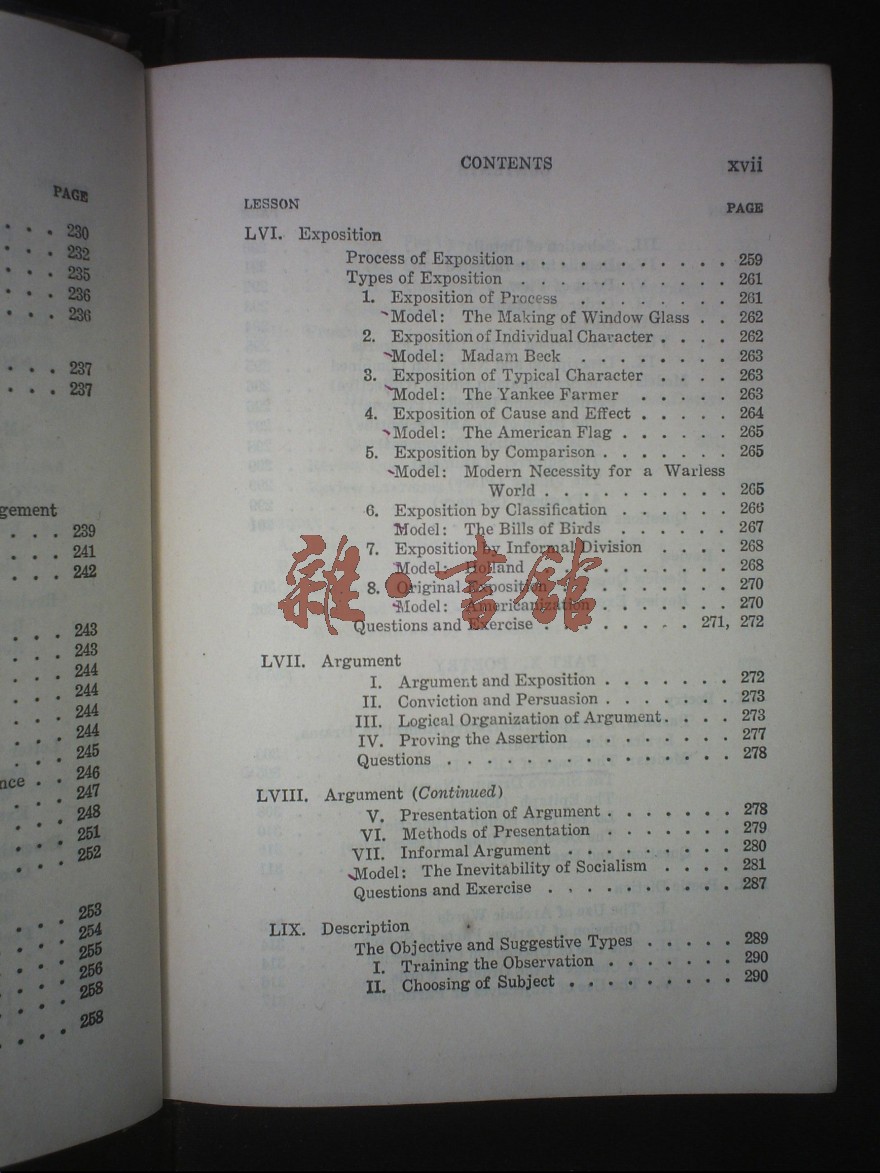 PAGE
230
232
235
236
236
237
237
gement
239
241
242
243
243
244
244
244
244
245
nce . . 246
247
248
251
252
253
254
255
256
258
258
CONTENTS xvii
LESSON PAGE
LVI. Exposition
Process of Exposition . . . . . . . . . . . 259
Types of Exposition . . . . . . . . . . . 261
1. Exposition of Process . . . . . . . . 261
Model: The Making of Window Glass . . 262
2. Exposition of Individual Character . . . . 262
Model: Madam Beck . . . . . . . . 263
3. Exposition of Typical Character . . . . 263
Model: The Yankee Farmer . . . . . 263
4. Exposition of Cause and Effect . . . . . 264
Model: The American Flag . . . . . . 265
5. Exposition by Comparison . . . . . . . 265
Model: Modern Necessity for a Warless
World . . . . . . . . . . 265
6. Exposition by Classification . . . . . . 266
Model: The Bills of Birds . . . . . . 267
7. Exposition by Informal Division . . . . 268
Model: Holland . . . . . . . . . . 268
8. Original Exposition . . . . . . . . . 270
Model: Americanization . . . . . . . 270
Questions and Exercise . . . . . . . . . 271, 272
雜·書館
LVII. Argument
I. Argument and Exposition . . . . . . . 272
II. Conviction and Persuasion . . . . . . . 273
III. Logical Organization of Argument . . . . 273
IV. Proving the Assertion . . . . . . . . 277
Questions . . . . . . . . . . . . . . . 278
LVIII. Argument (Continued)
V. Presentation of Argument . . . . . . . 278
VI. Methods of Presentation . . . . . . . 279
VII. Informal Argument . . . . . . . . . 280
Model: The Inevitability of Socialism . . . . 281
Questions and Exercise . . . . . . . . . . 287
LIX. Description
The Objective and Suggestive Types . . . . . 289
I. Training the Observation . . . . . . . 290
II. Choosing of Subject . . . . . . . . . 290